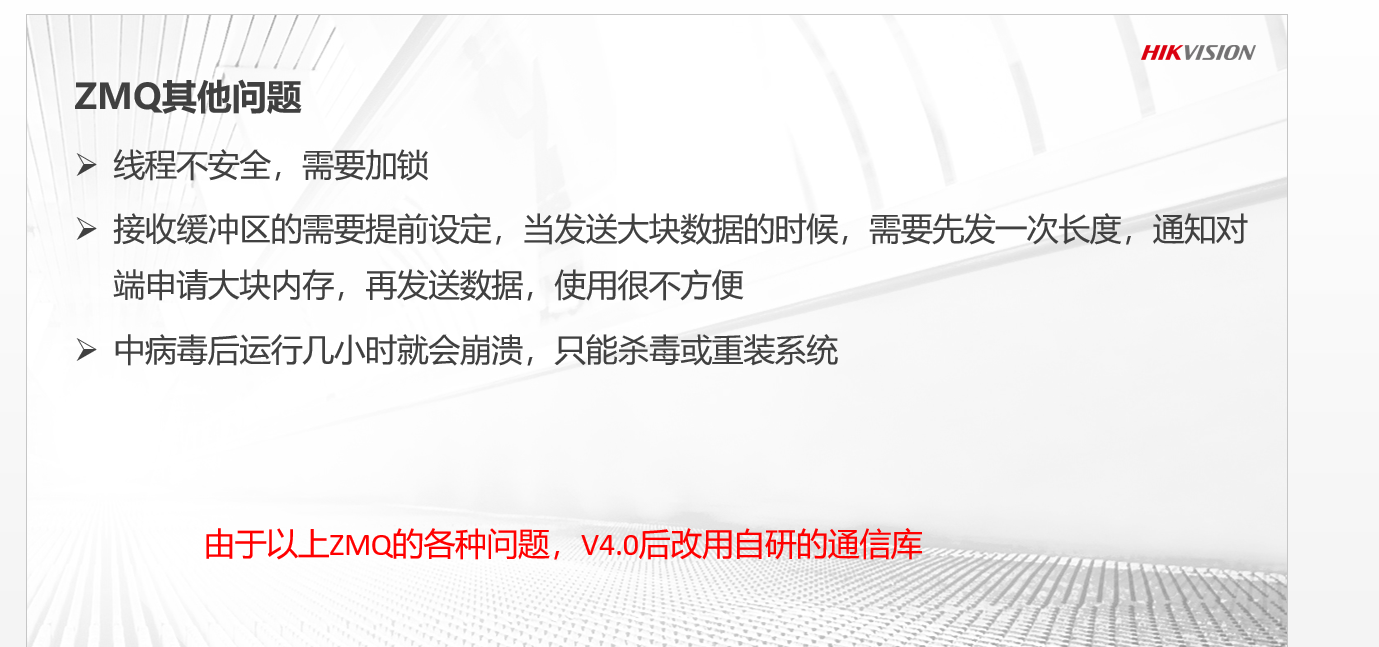 HIKVISION
ZMQ其他问题
➢ 线程不安全，需要加锁
➢ 接收缓冲区的需要提前设定，当发送大块数据的时候，需要先发一次长度，通知对
端申请大块内存，再发送数据，使用很不方便
➢ 中病毒后运行几小时就会崩溃，只能杀毒或重装系统
由于以上ZMQ的各种问题，V4.0后改用自研的通信库